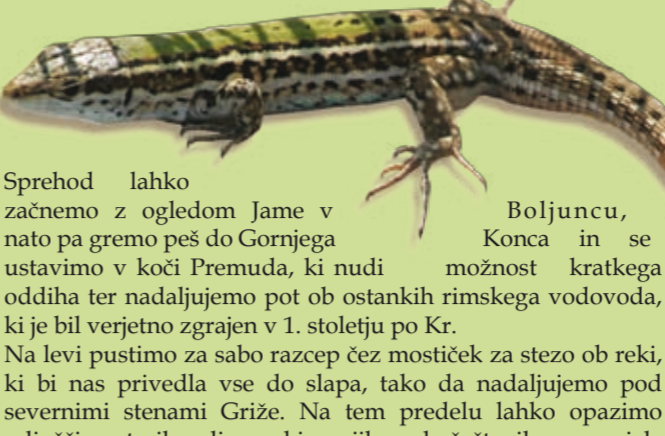 Sprehod lahko
začnemo z ogledom Jame v Boljuncu,
nato pa gremo peš do Gornjega Konca in se
ustavimo v koči Premuda, ki nudi možnost kratkega
oddiha ter nadaljujemo pot ob ostankih rimskega vodovoda,
ki je bil verjetno zgrajen v 1. stoletju po Kr.
Na levi pustimo za sabo razcep čez mostiček za stezo ob reki,
ki bi nas privedla vse do slapa, tako da nadaljujemo pod
severnimi stenami Griže. Na tem predelu lahko opazimo